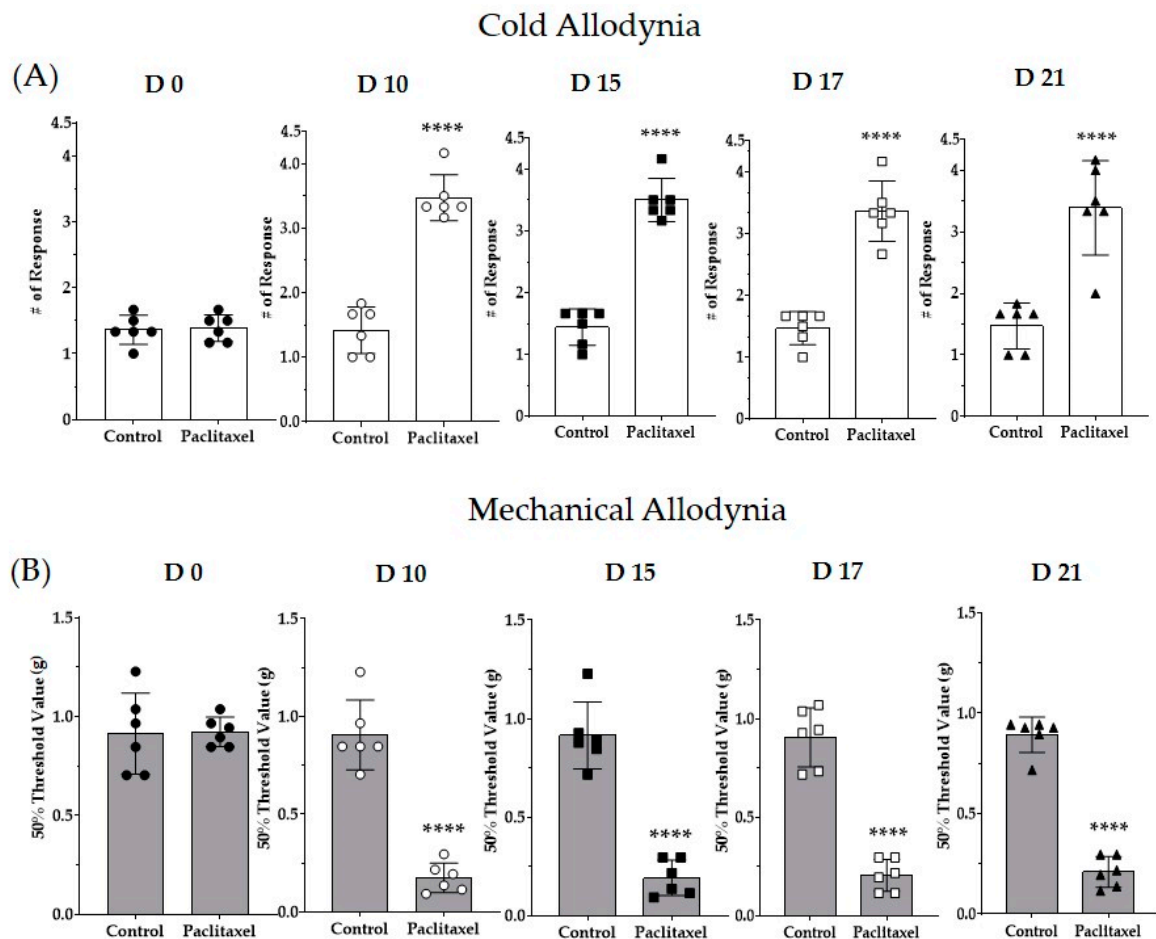 Cold Allodynia
(A)
D 0
D 10
D 15
D 17
D 21
# of Response
4.5
4
3
2
1
0
Control
Paclitaxel
# of Response
4.5
4.0
3.0
2.0
1.0
0.0
****
Control
Paclitaxel
# of Response
4.5
4
3
2
1
0
****
Control
Paclitaxel
# of Response
4.5
4
3
2
1
0
****
Control
Paclitaxel
# of Response
4.5
4
3
2
1
0
****
Control
Paclitaxel
Mechanical Allodynia
(B)
D 0
D 10
D 15
D 17
D 21
50% Threshold Value (g)
1.5
1.0
0.5
0.0
Control
Paclitaxel
50% Threshold Value (g)
1.5
1.0
0.5
0.0
****
Control
Paclitaxel
50% Threshold Value (g)
1.5
1.0
0.5
0.0
****
Control
Paclitaxel
50% Threshold Value (g)
1.5
1.0
0.5
0.0
****
Control
Paclitaxel
50% Threshold Value (g)
1.5
1.0
0.5
0.0
****
Control
Paclitaxel